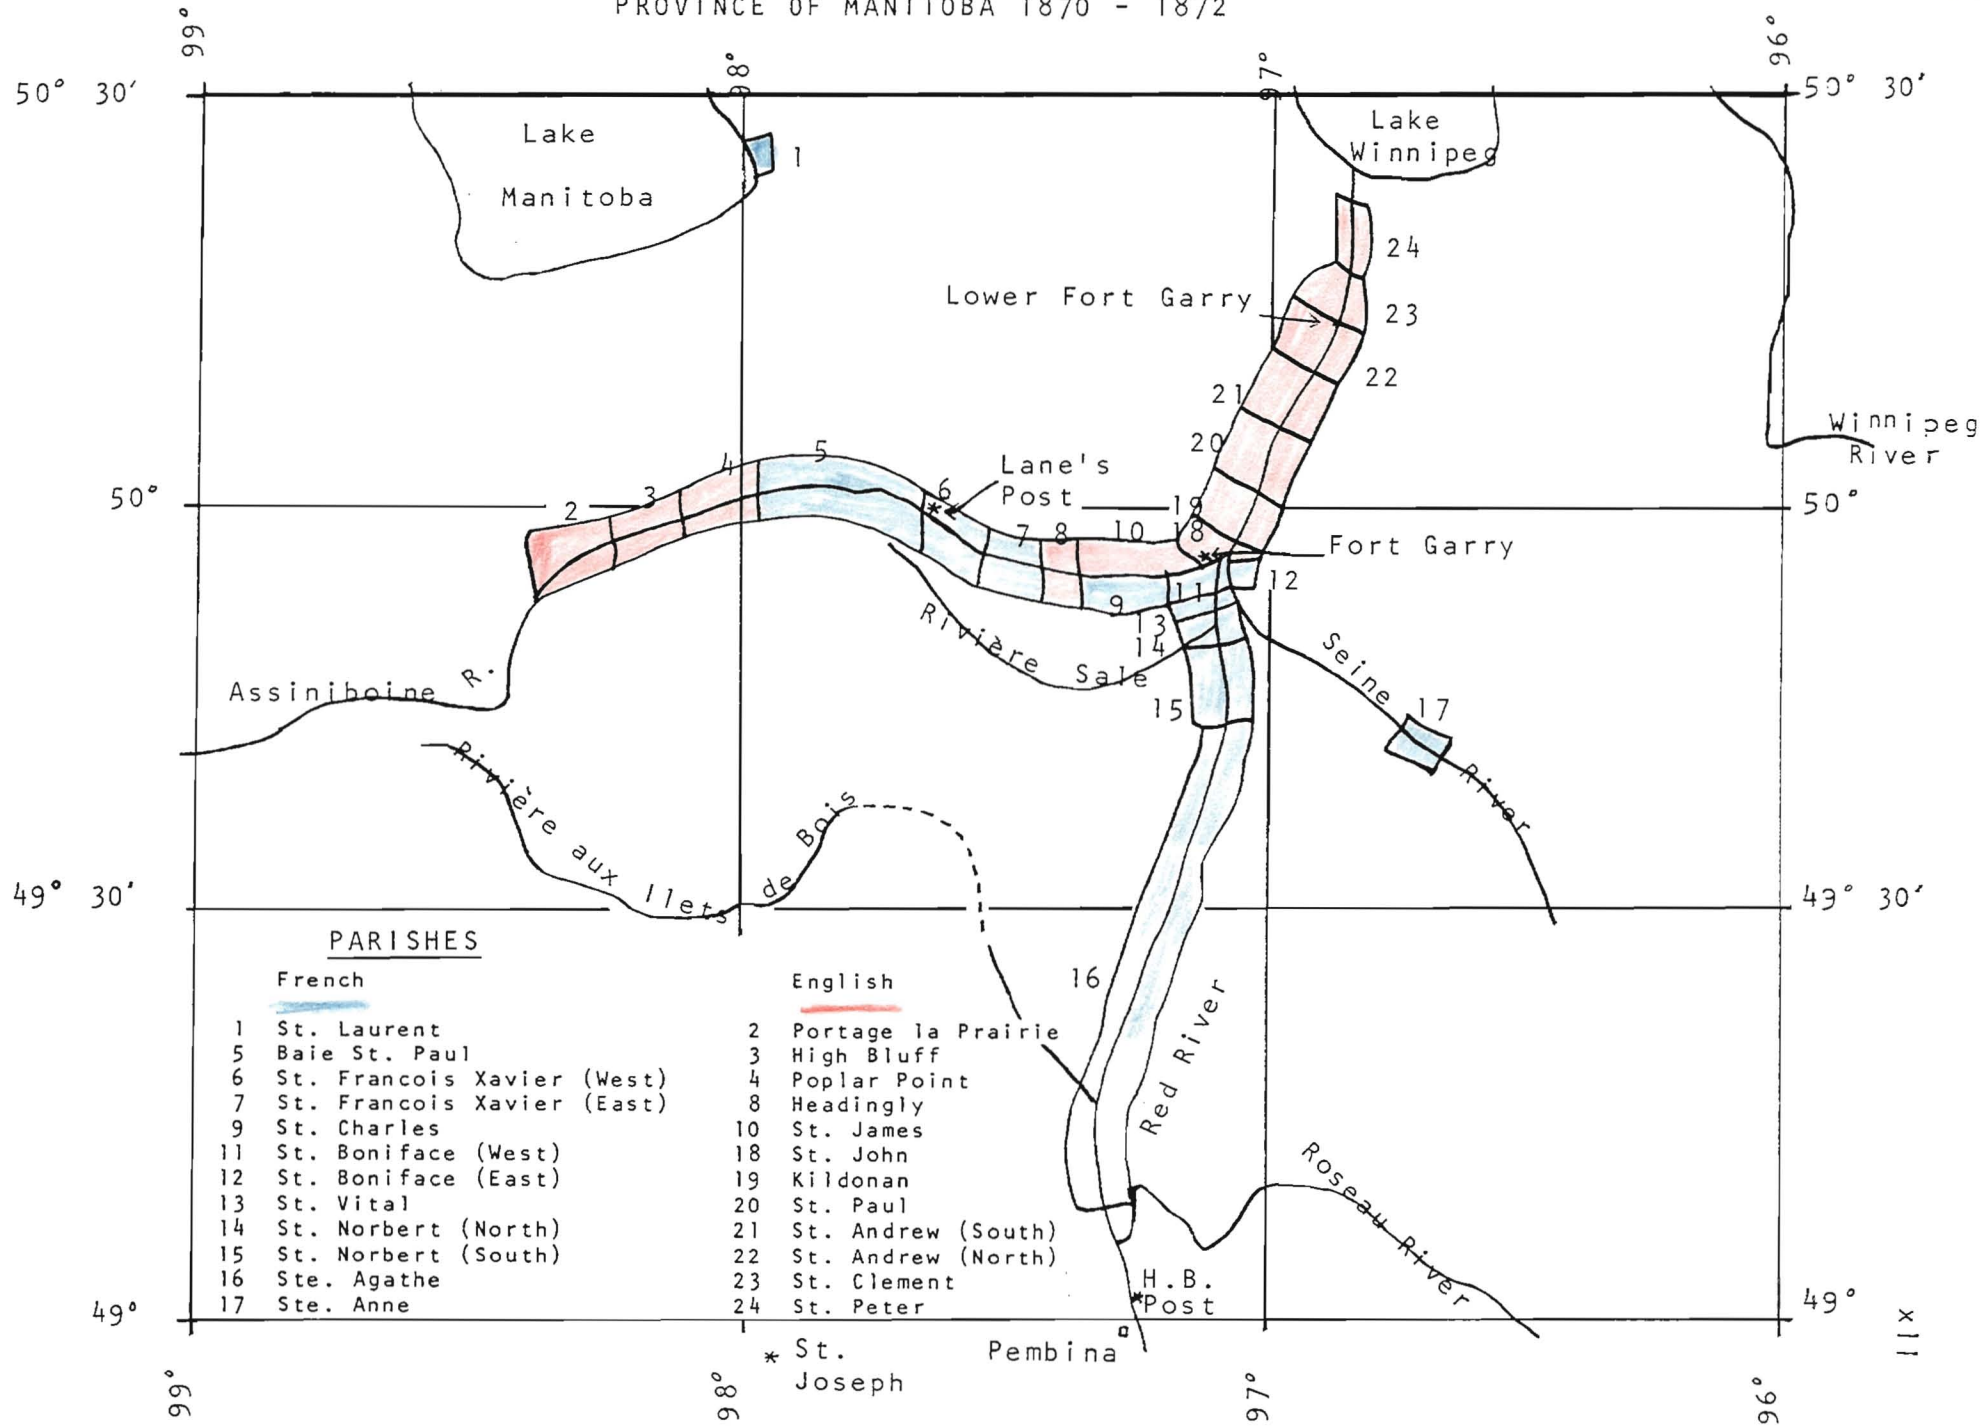 PROVINCE OF MANITOBA 1870 - 1872
99°
98°
97°
96°
50° 30'
50° 30'
Lake
Manitoba
1
Lake
Winnipeg
24
Lower Fort Garry
23
22
21
20
Winnipeg
River
50°
50°
2
3
4
5
6
Lane's
Post
7
8
10
19
18
Fort Garry
9
11
12
13
14
15
Rivière Sale
Seine River
17
Assiniboine R.
Rivière aux Ilets de Bois
49° 30'
49° 30'
16
Red River
Roseau River
PARISHES
French
1 St. Laurent
5 Baie St. Paul
6 St. Francois Xavier (West)
7 St. Francois Xavier (East)
9 St. Charles
11 St. Boniface (West)
12 St. Boniface (East)
13 St. Vital
14 St. Norbert (North)
15 St. Norbert (South)
16 Ste. Agathe
17 Ste. Anne
English
2 Portage la Prairie
3 High Bluff
4 Poplar Point
8 Headingly
10 St. James
18 St. John
19 Kildonan
20 St. Paul
21 St. Andrew (South)
22 St. Andrew (North)
23 St. Clement
24 St. Peter
H.B.
* Post
49°
49°
* St.
Joseph
Pembina
99°
98°
97°
96°
xii